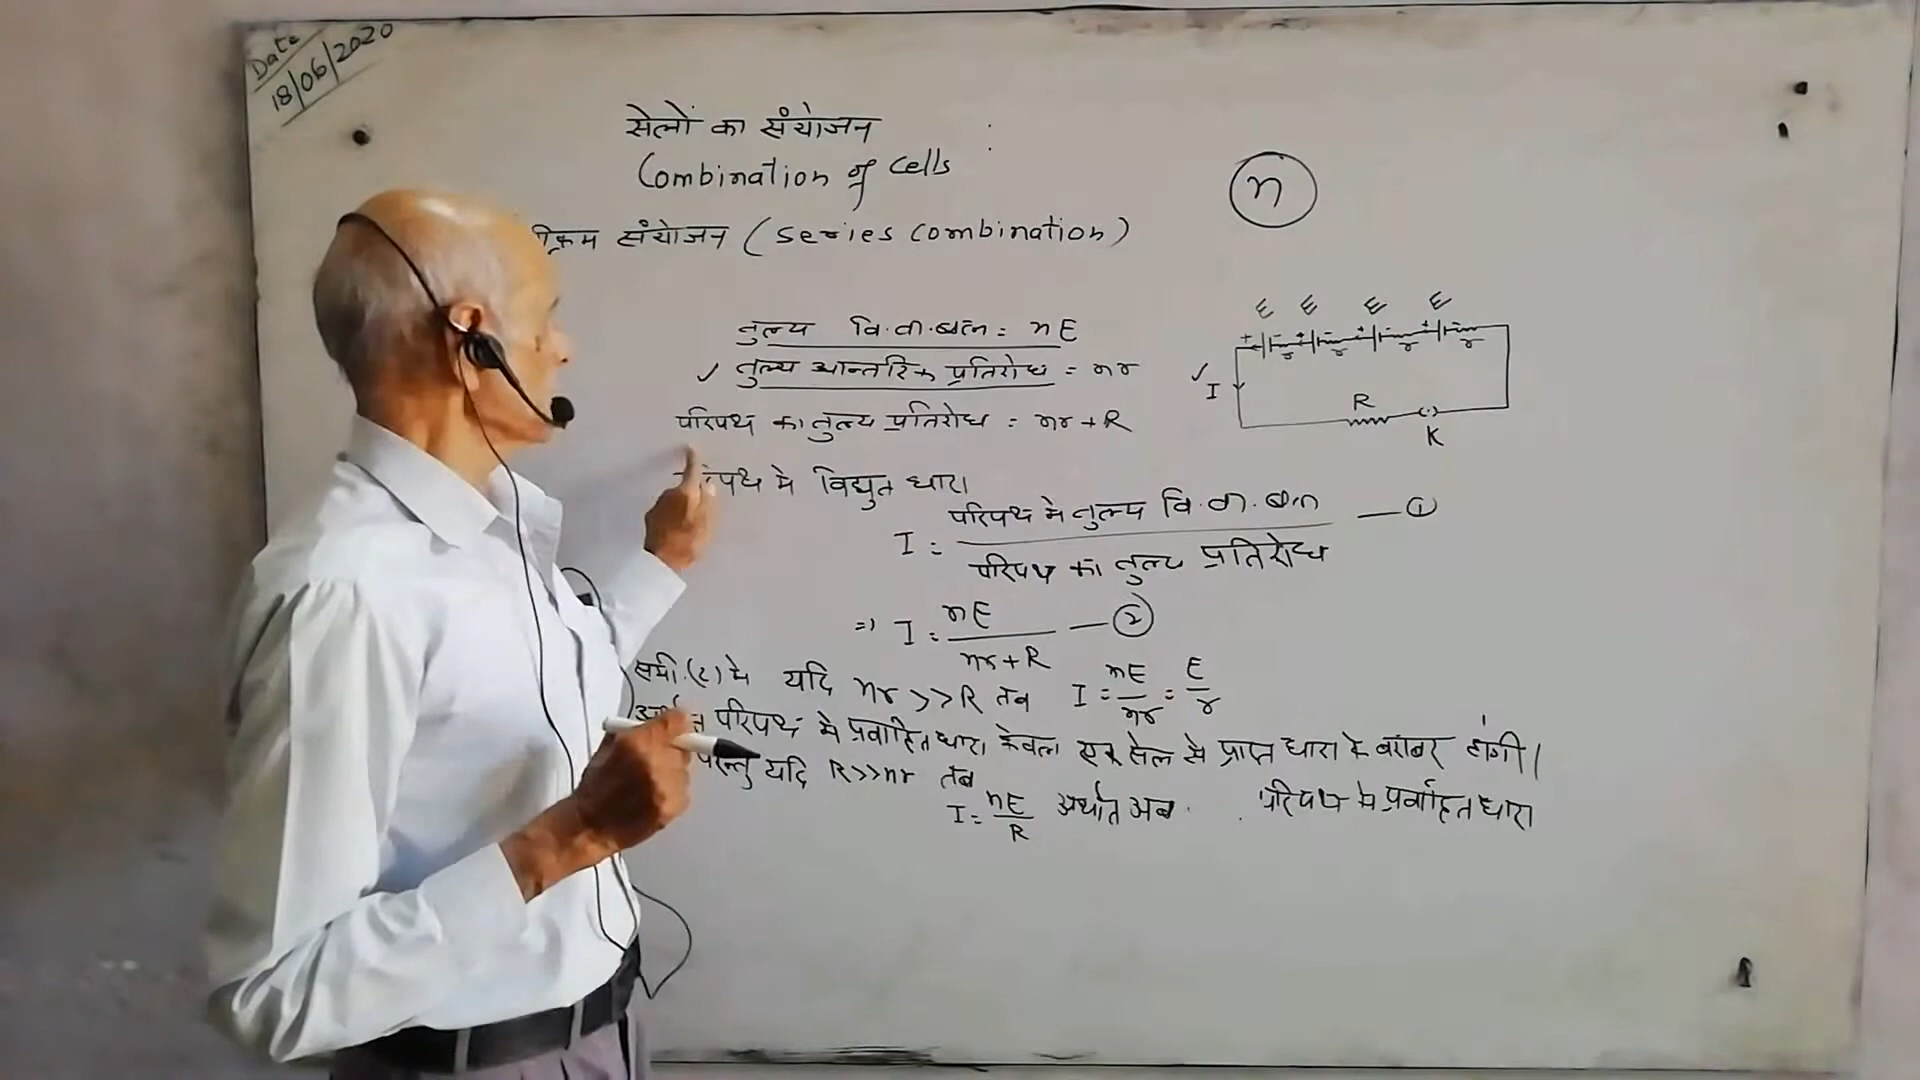 Date
18/06/2020
सेलों का संयोजन
Combination of Cells
n
क्रम संयोजन (Series combination)
E E E E
तुल्य वि.वा.बल = nE
+ - + - + - + -
r r r r
✓ तुल्य आन्तरिक प्रतिरोध = nr
✓ I
R
K
परिपथ का तुल्य प्रतिरोध = nr + R
परिपथ मे विद्युत धारा
I = परिपथ मे तुल्य वि.वा.बल / परिपथ का तुल्य प्रतिरोध — ①
⇒ I = nE / nr + R — ②
समी.(2) मे यदि nr >> R तब I = nE / nr = E / r
अर्थात परिपथ मे प्रवाहित धारा केवल एक सेल से प्राप्त धारा के बराबर होगी।
परन्तु यदि R >> nr तब
I = nE / R अर्थात अब परिपथ मे प्रवाहित धारा